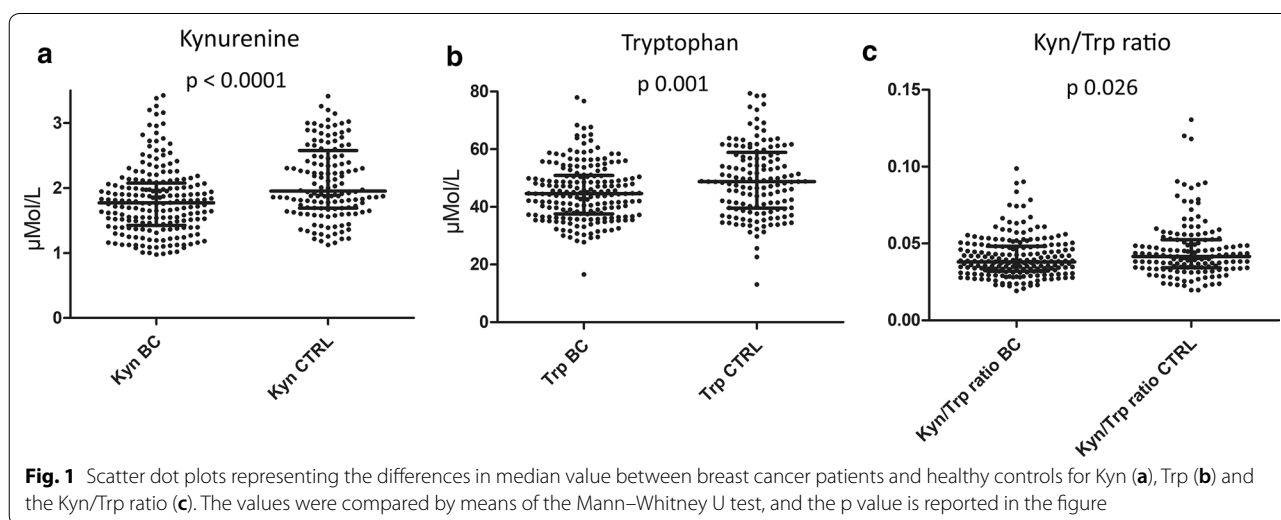 a
Kynurenine
p < 0.0001
µMol/L
3
2
1
0
Kyn BC
Kyn CTRL
b
Tryptophan
p 0.001
µMol/L
80
60
40
20
0
Trp BC
Trp CTRL
c
Kyn/Trp ratio
p 0.026
0.15
0.10
0.05
0.00
Kyn/Trp ratio BC
Kyn/Trp ratio CTRL
Fig. 1 Scatter dot plots representing the differences in median value between breast cancer patients and healthy controls for Kyn (a), Trp (b) and
the Kyn/Trp ratio (c). The values were compared by means of the Mann–Whitney U test, and the p value is reported in the figure